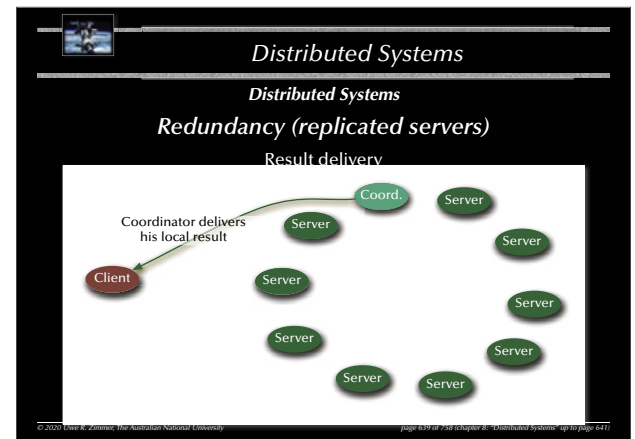 Distributed Systems
Distributed Systems
Redundancy (replicated servers)
Result delivery
Coord.
Server
Coordinator delivers
his local result
Server
Server
Client
Server
Server
Server
Server
Server
Server
© 2020 Uwe R. Zimmer, The Australian National University
page 639 of 758 (chapter 8: "Distributed Systems" up to page 641)